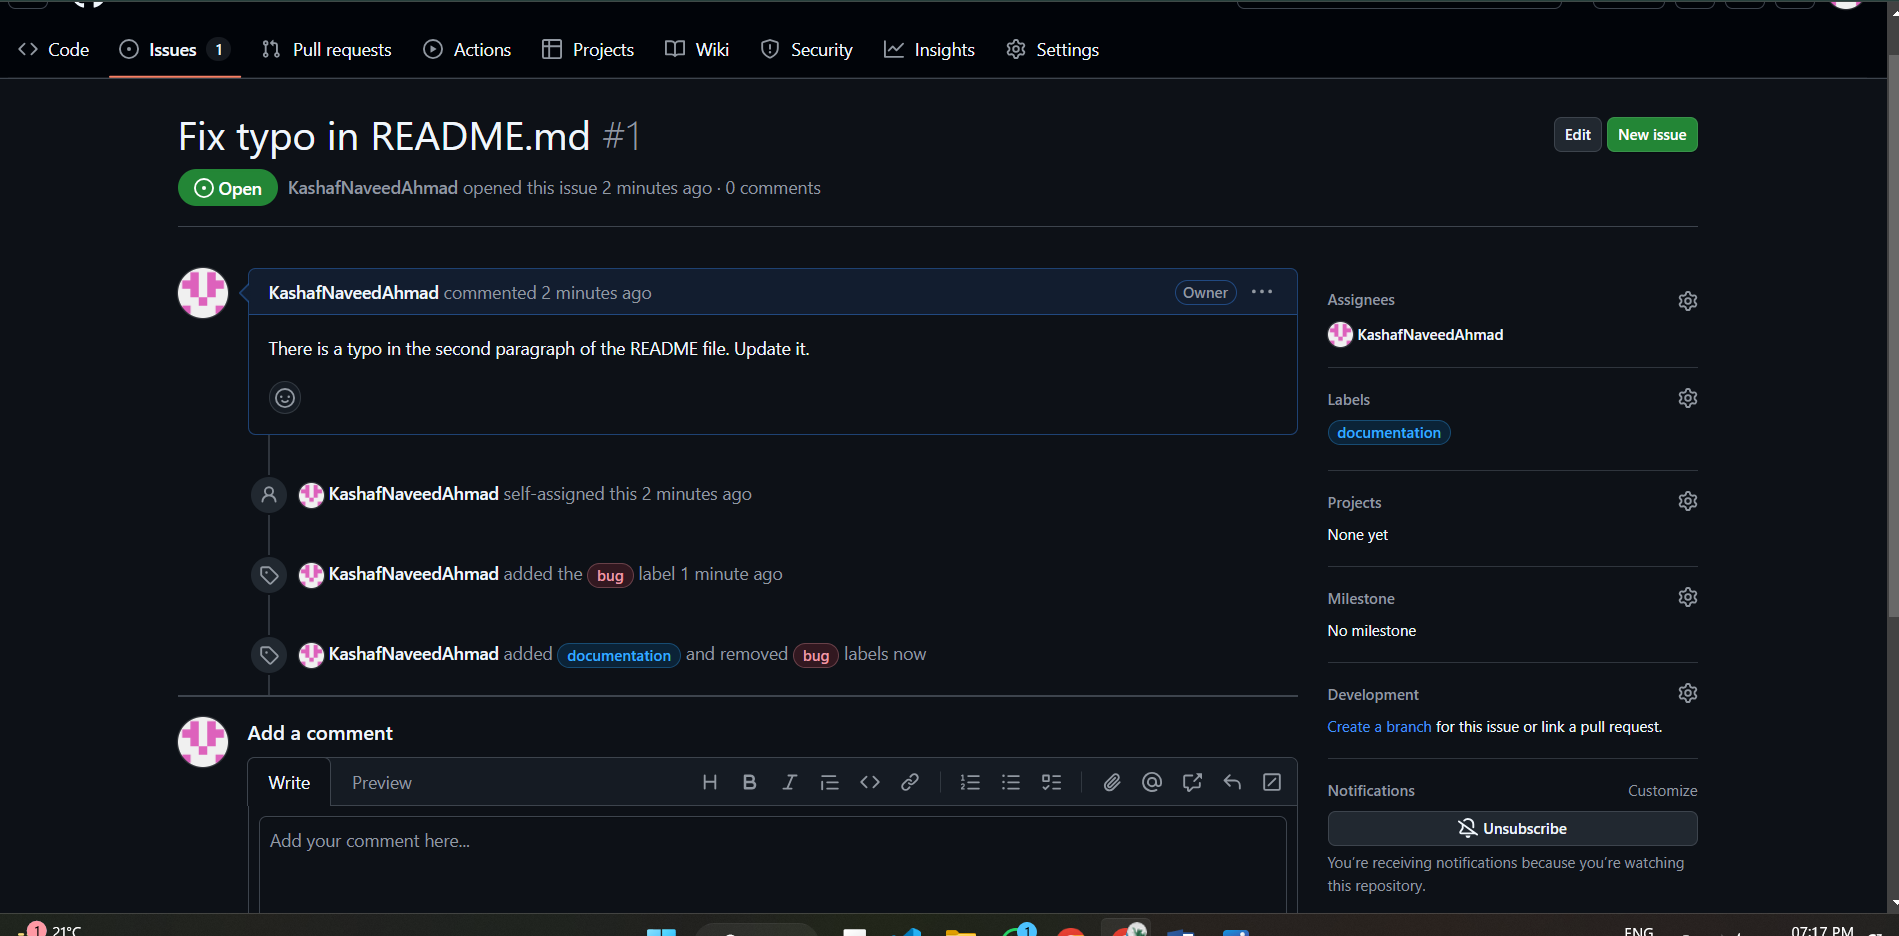 Code Issues 1 Pull requests Actions Projects Wiki Security Insights Settings
Fix typo in README.md #1
Edit New issue
Open KashafNaveedAhmad opened this issue 2 minutes ago · 0 comments
KashafNaveedAhmad commented 2 minutes ago Owner
There is a typo in the second paragraph of the README file. Update it.
KashafNaveedAhmad self-assigned this 2 minutes ago
KashafNaveedAhmad added the bug label 1 minute ago
KashafNaveedAhmad added documentation and removed bug labels now
Add a comment
Write Preview
Add your comment here...
Assignees
KashafNaveedAhmad
Labels
documentation
Projects
None yet
Milestone
No milestone
Development
Create a branch for this issue or link a pull request.
Notifications Customize
Unsubscribe
You're receiving notifications because you're watching
this repository.
1 21°C
1
ENG
07:17 PM